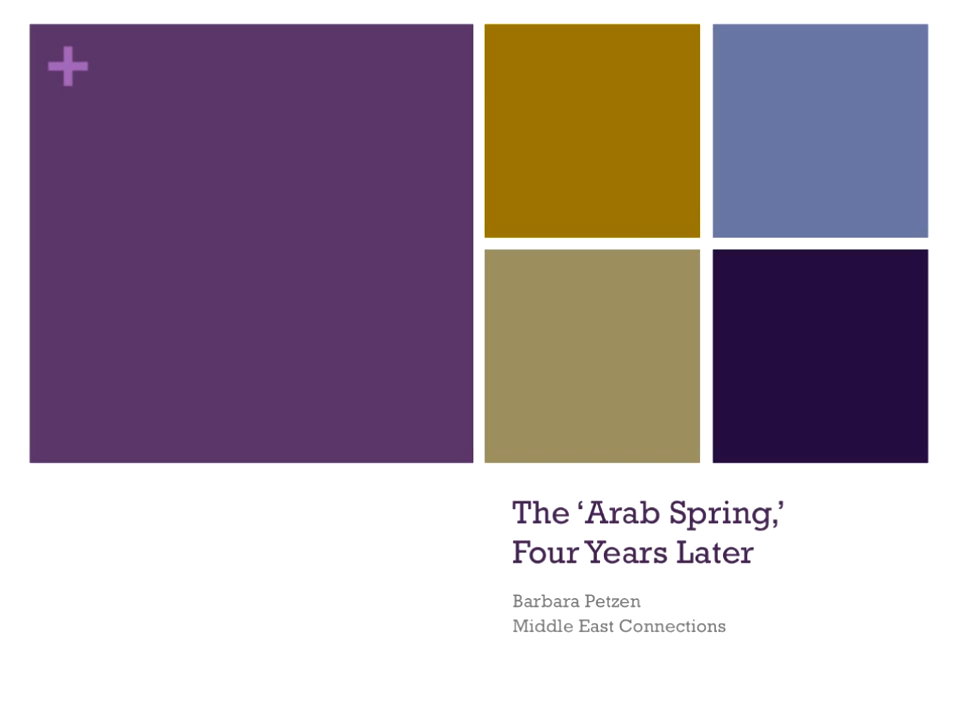 +
The ‘Arab Spring,’
Four Years Later
Barbara Petzen
Middle East Connections